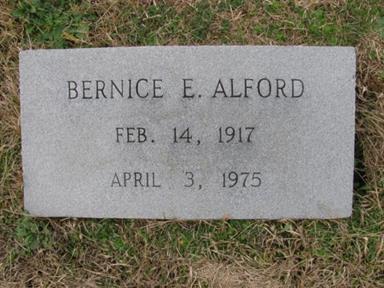 BERNICE E. ALFORD
FEB. 14, 1917
APRIL 3, 1975